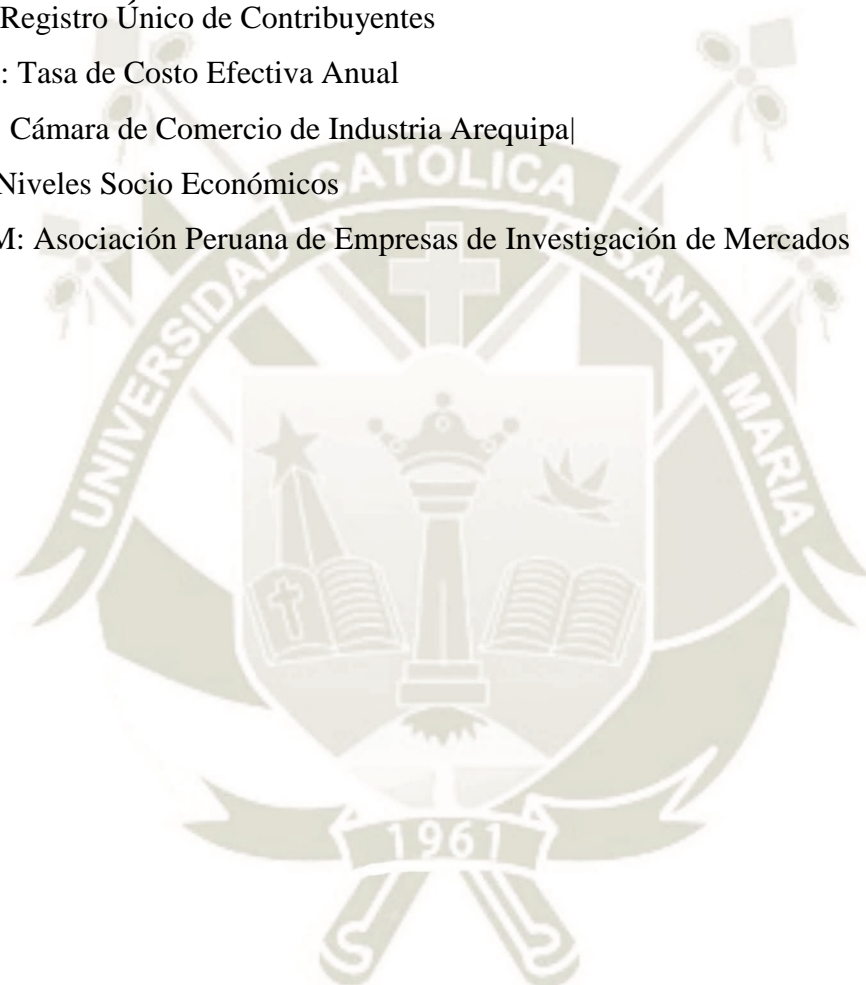 Registro Único de Contribuyentes
: Tasa de Costo Efectiva Anual
Cámara de Comercio de Industria Arequipa|
Niveles Socio Económicos
M: Asociación Peruana de Empresas de Investigación de Mercados
UNIVERSIDAD CATOLICA SANTA MARIA
1961